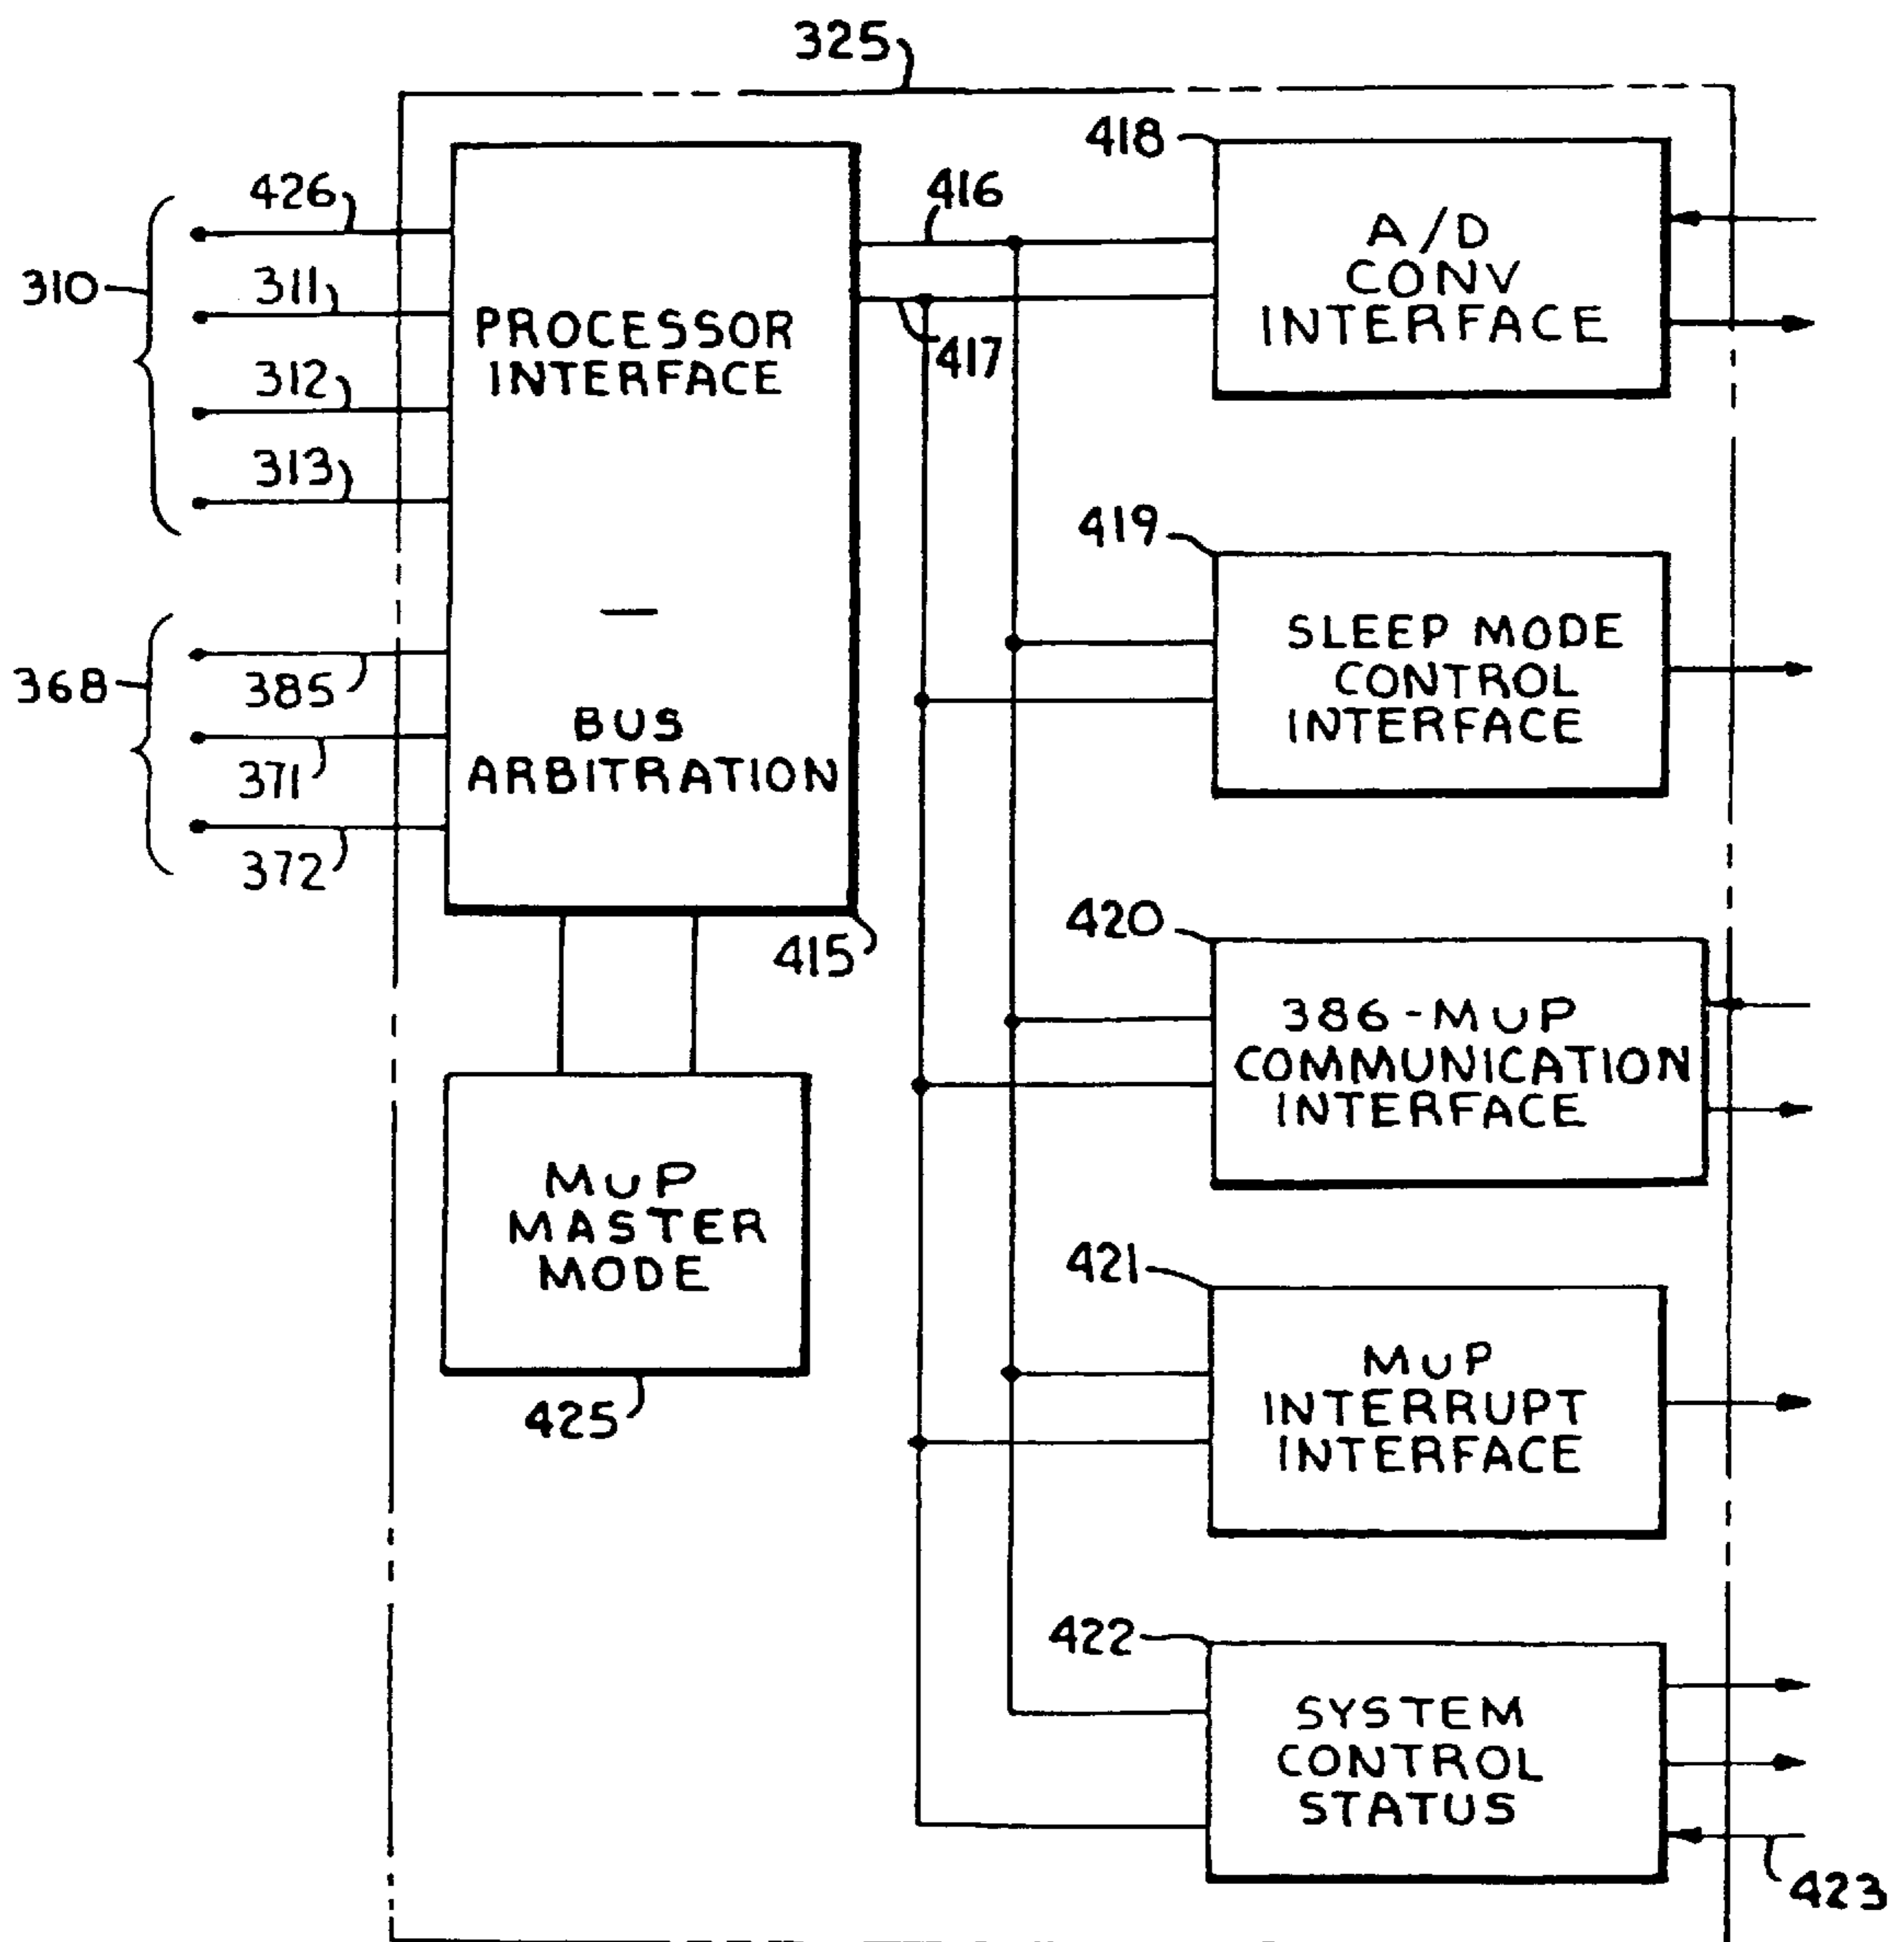 325
418
426
416
A/D
CONV
INTERFACE
310
311
PROCESSOR
INTERFACE
417
312
313
419
SLEEP MODE
CONTROL
INTERFACE
368
385
BUS
ARBITRATION
371
372
415
420
386-MUP
COMMUNICATION
INTERFACE
MUP
MASTER
MODE
425
421
MUP
INTERRUPT
INTERFACE
422
SYSTEM
CONTROL
STATUS
423